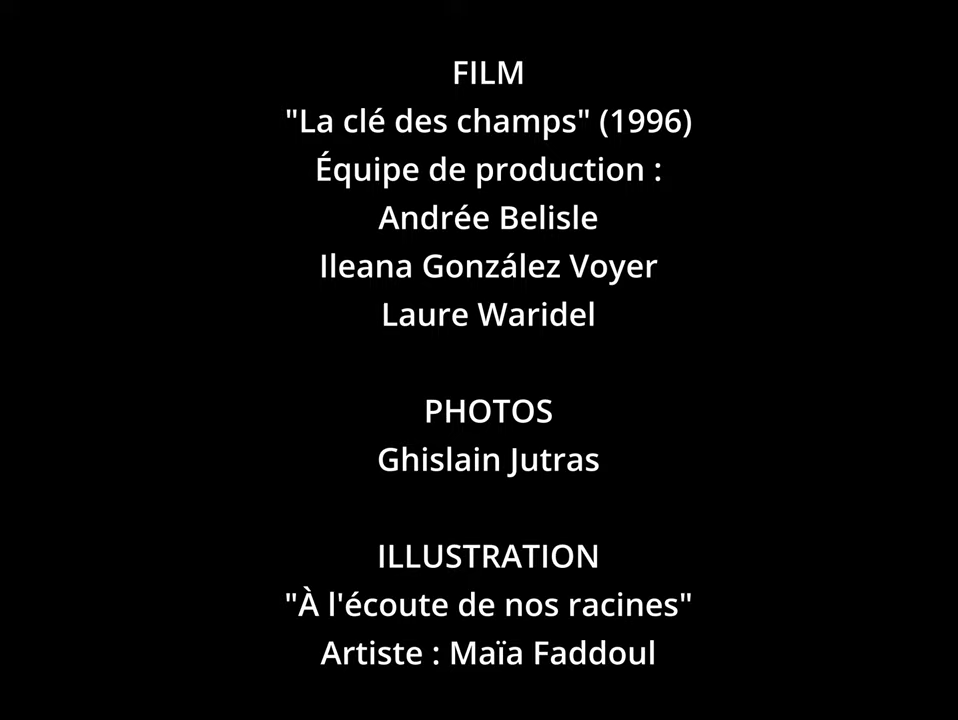 FILM
"La clé des champs" (1996)
Équipe de production :
Andrée Belisle
Ileana González Voyer
Laure Waridel
PHOTOS
Ghislain Jutras
ILLUSTRATION
"À l'écoute de nos racines"
Artiste : Maïa Faddoul